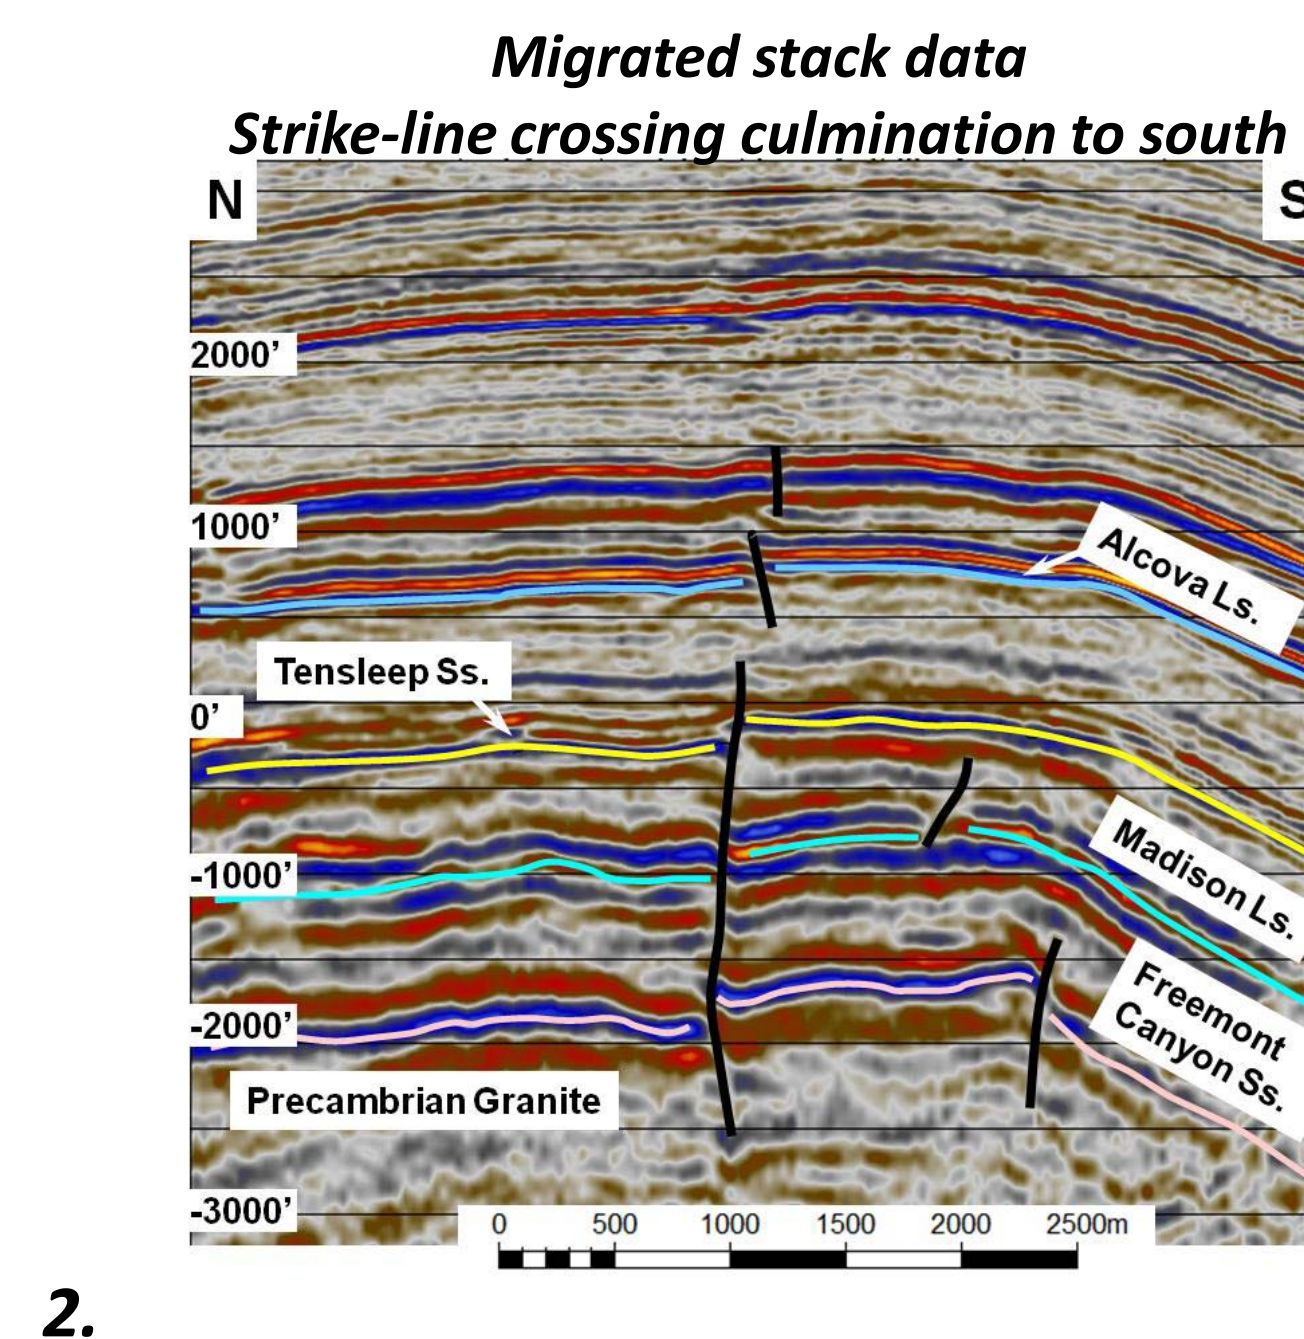 Migrated stack data
Strike-line crossing culmination to south
N
S
2000’
1000’
Alcova Ls.
Tensleep Ss.
0’
Madison Ls.
-1000’
Freemont
Canyon Ss.
-2000’
Precambrian Granite
-3000’
0 500 1000 1500 2000 2500m
2.